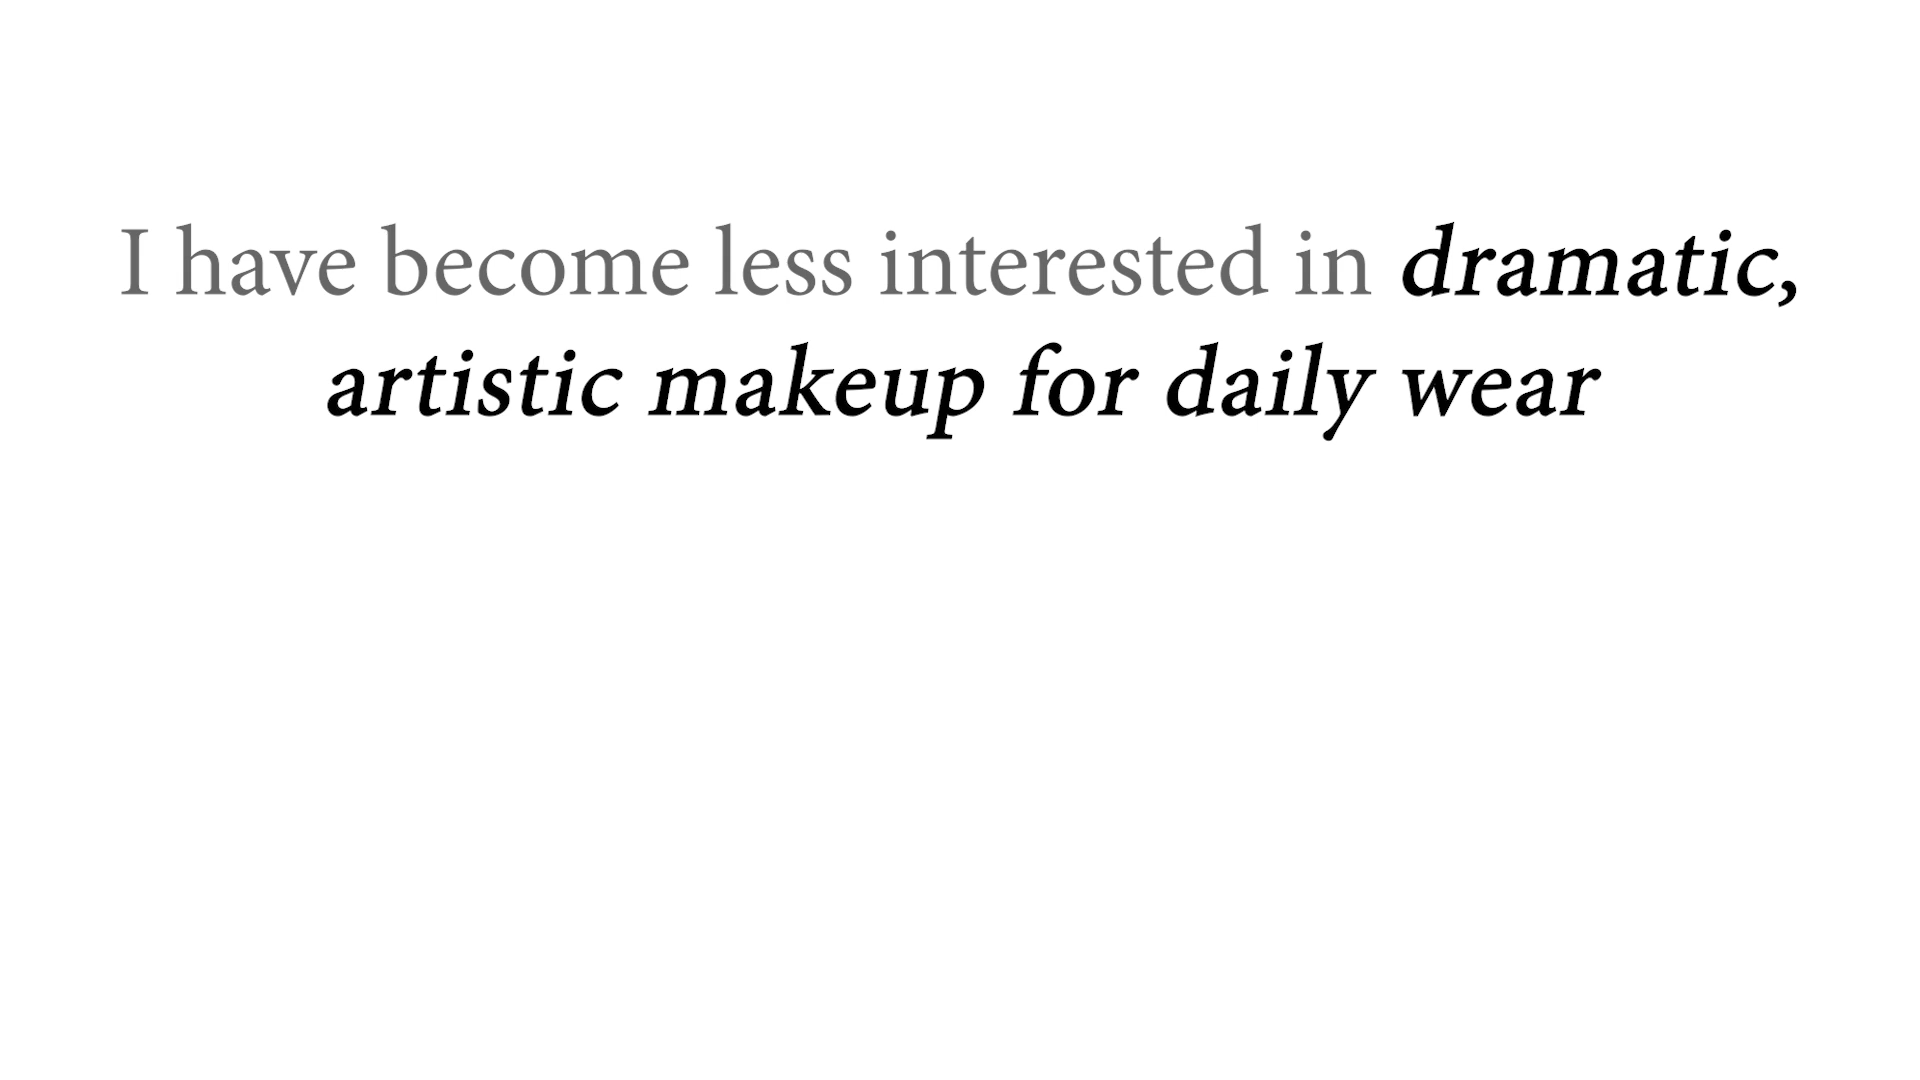 I have become less interested in dramatic,
artistic makeup for daily wear